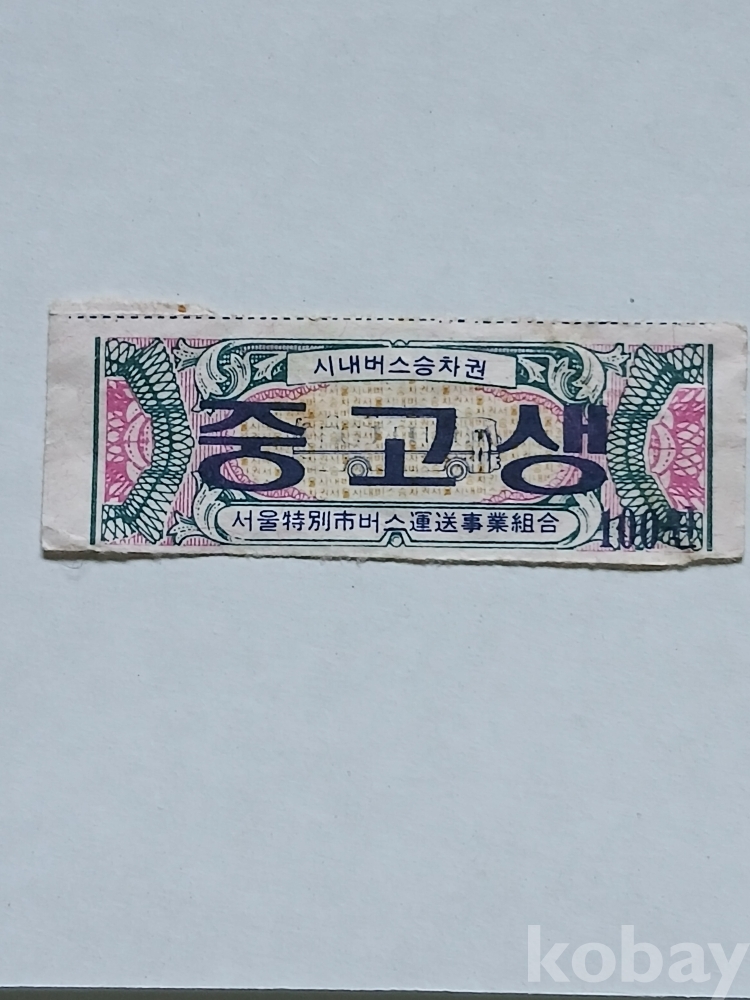 시내버스승차권
중고생
서울特別市버스運送事業組合
100원
kobay